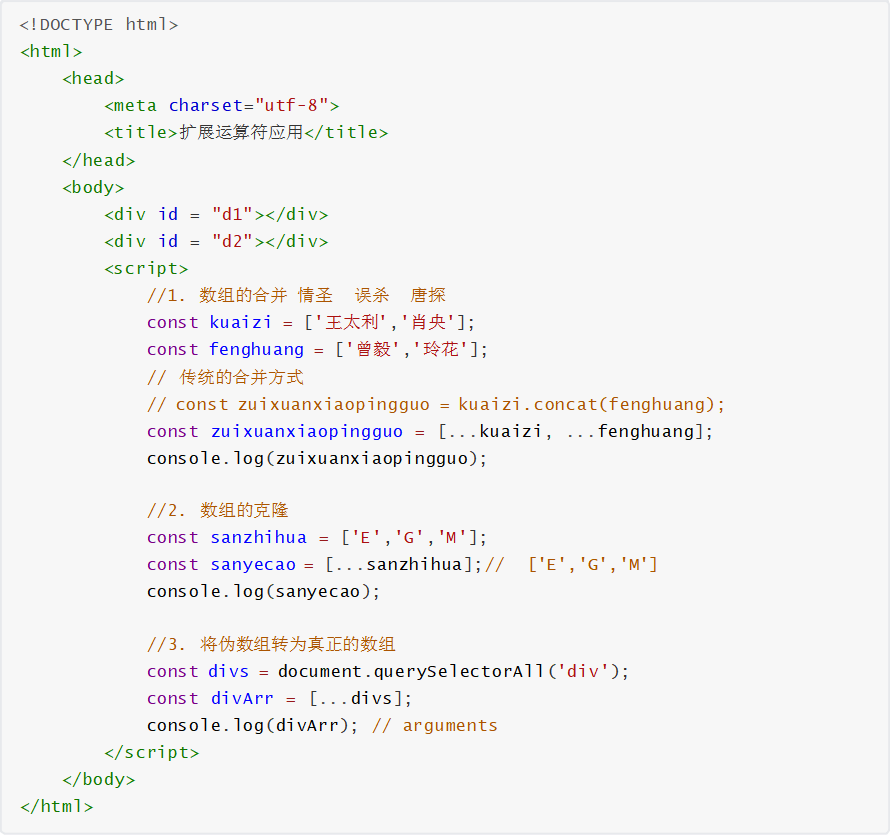 <!DOCTYPE html>
<html>
    <head>
        <meta charset="utf-8">
        <title>扩展运算符应用</title>
    </head>
    <body>
        <div id = "d1"></div>
        <div id = "d2"></div>
        <script>
            //1. 数组的合并 情圣  误杀  唐探
            const kuaizi = ['王太利','肖央'];
            const fenghuang = ['曾毅','玲花'];
            // 传统的合并方式
            // const zuixuanxiaopingguo = kuaizi.concat(fenghuang);
            const zuixuanxiaopingguo = [...kuaizi, ...fenghuang];
            console.log(zuixuanxiaopingguo);

            //2. 数组的克隆
            const sanzhihua = ['E','G','M'];
            const sanyecao = [...sanzhihua];//  ['E','G','M']
            console.log(sanyecao);

            //3. 将伪数组转为真正的数组
            const divs = document.querySelectorAll('div');
            const divArr = [...divs];
            console.log(divArr); // arguments
        </script>
    </body>
</html>